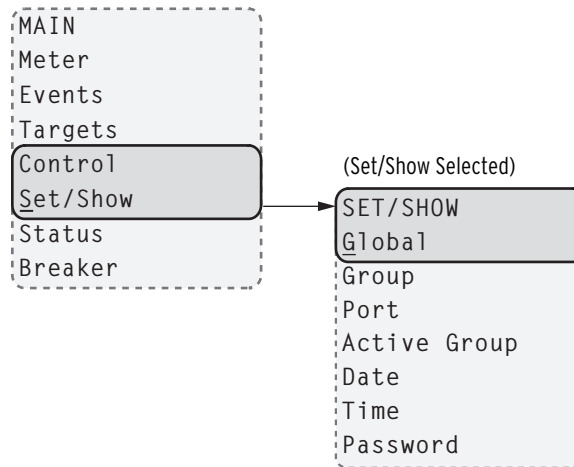 MAIN
Meter
Events
Targets
Control
Set/Show
Status
Breaker
(Set/Show Selected)
SET/SHOW
Global
Group
Port
Active Group
Date
Time
Password